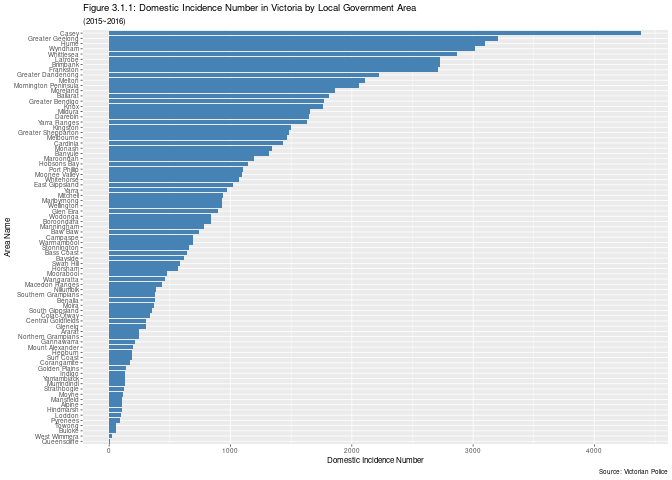 Figure 3.1.1: Domestic Incidence Number in Victoria by Local Government Area
(2015~2016)
Casey
Greater Geelong
Hume
Wyndham
Whittlesea
Latrobe
Brimbank
Frankston
Greater Dandenong
Melton
Mornington Peninsula
Moreland
Ballarat
Greater Bendigo
Knox
Mildura
Darebin
Yarra Ranges
Kingston
Greater Shepparton
Melbourne
Cardinia
Monash
Banyule
Maroondah
Hobsons Bay
Port Phillip
Moonee Valley
Whitehorse
East Gippsland
Yarra
Mitchell
Maribyrnong
Wellington
Glen Eira
Wodonga
Boroondara
Manningham
Baw Baw
Campaspe
Warrnambool
Stonnington
Bass Coast
Bayside
Swan Hill
Horsham
Moorabool
Wangaratta
Macedon Ranges
Nillumbik
Southern Grampians
Benalla
Moira
South Gippsland
Colac-Otway
Central Goldfields
Glenelg
Ararat
Northern Grampians
Gannawarra
Mount Alexander
Hepburn
Surf Coast
Corangamite
Golden Plains
Indigo
Yarriambiack
Murrindindi
Strathbogie
Moyne
Mansfield
Alpine
Hindmarsh
Loddon
Pyrenees
Towong
Buloke
West Wimmera
Queenscliffe
Area Name
0 1000 2000 3000 4000
Domestic Incidence Number
Source: Victorian Police